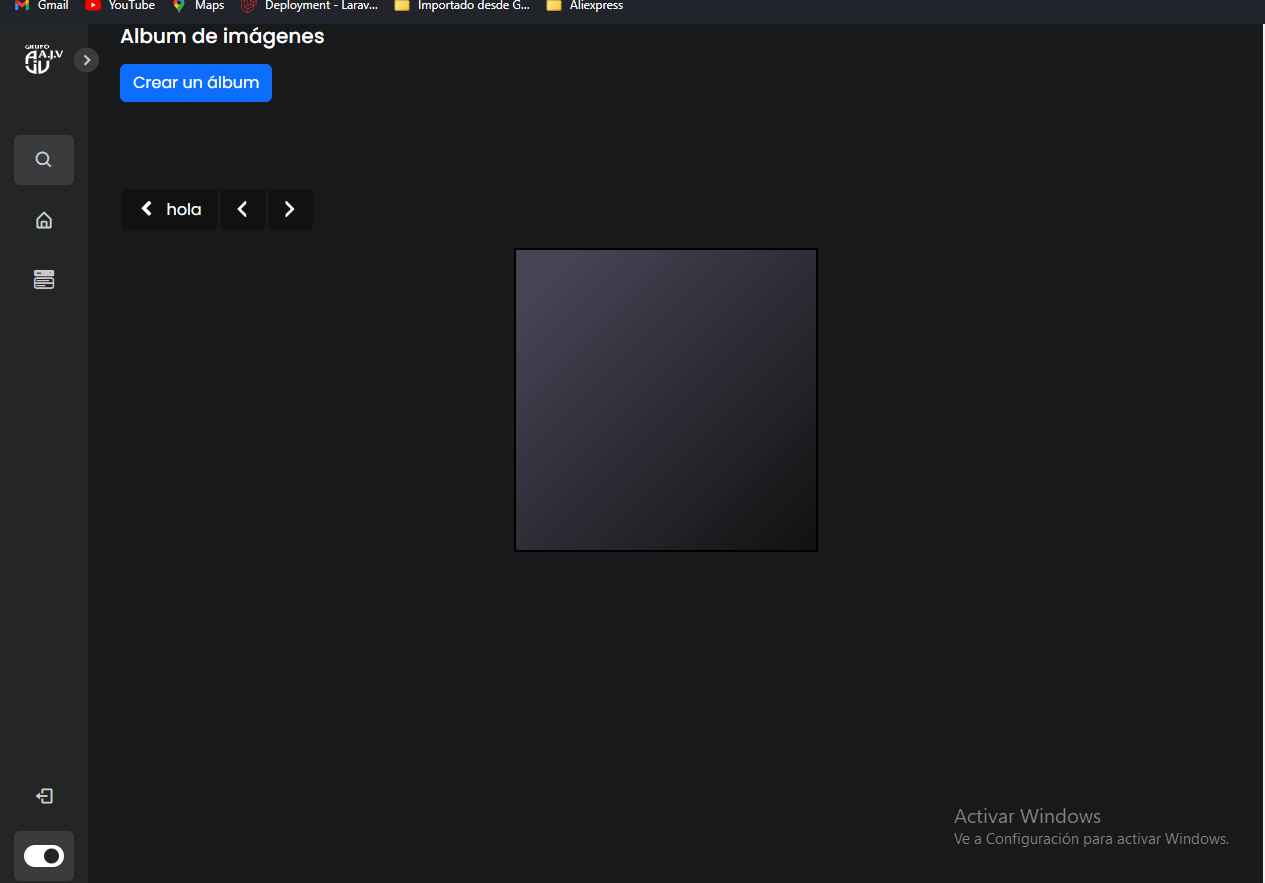 Gmail YouTube Maps Deployment - Larav... Importado desde G... Aliexpress
Album de imágenes
GRUPO
A.J.V
Crear un álbum
hola
Activar Windows
Ve a Configuración para activar Windows.